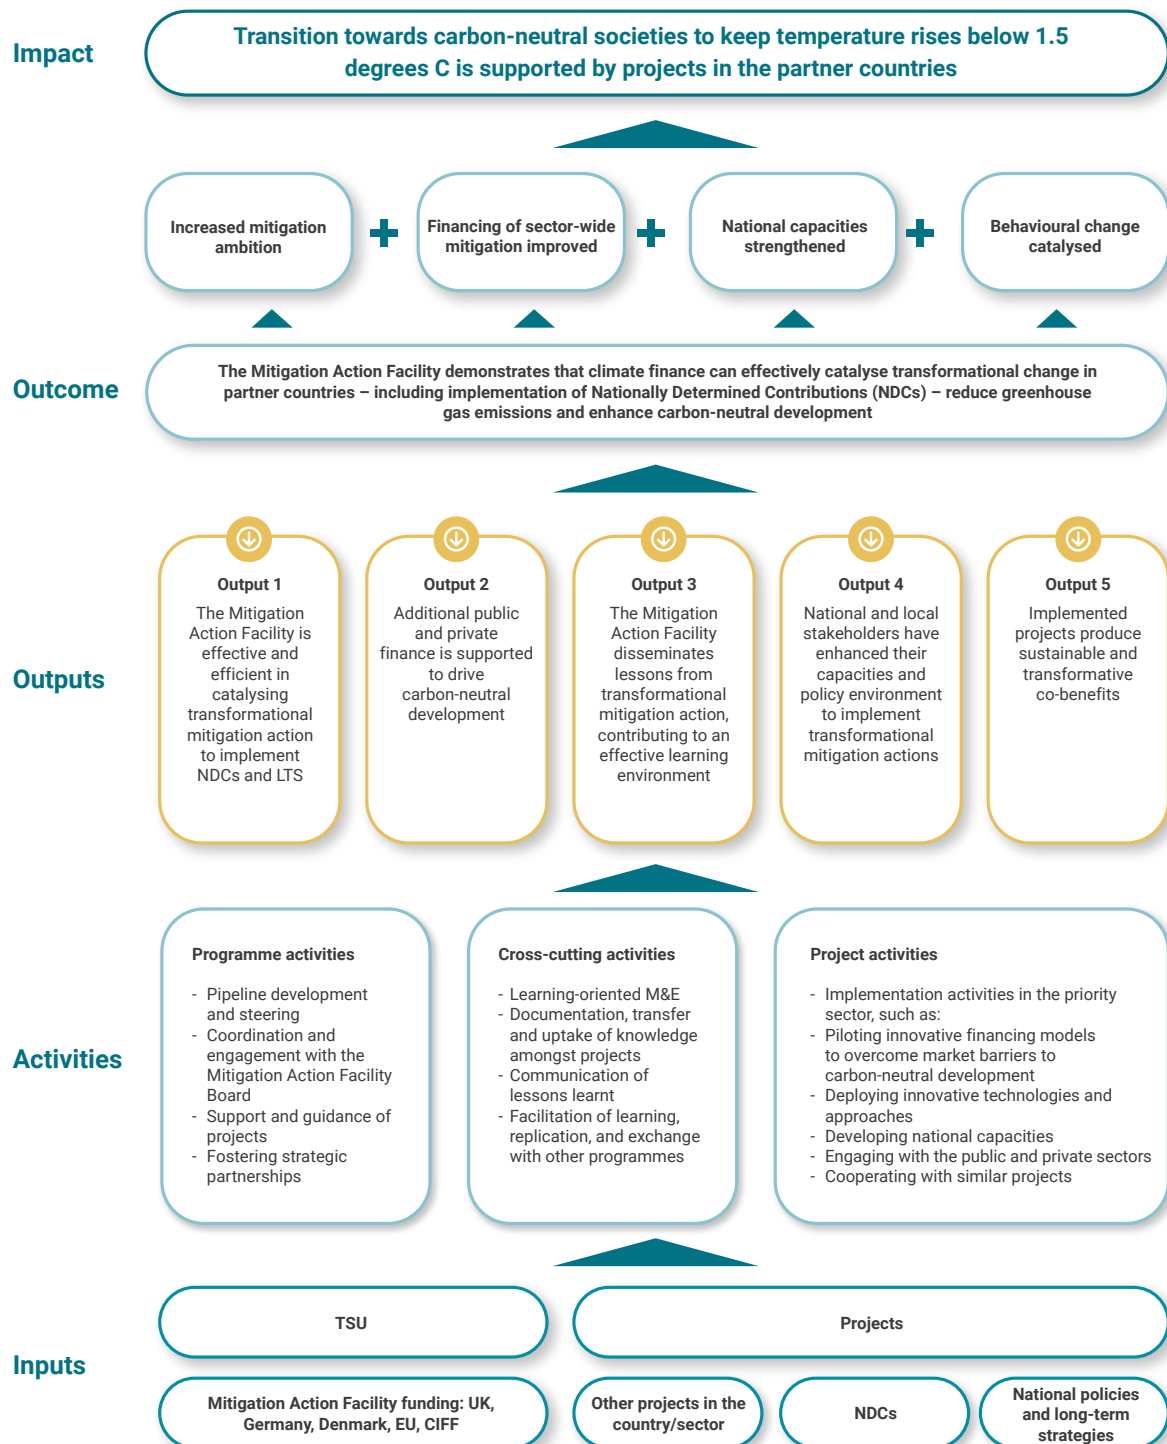 Impact
Transition towards carbon-neutral societies to keep temperature rises below 1.5
degrees C is supported by projects in the partner countries
Increased mitigation
ambition
Financing of sector-wide
mitigation improved
National capacities
strengthened
Behavioural change
catalysed
Outcome
The Mitigation Action Facility demonstrates that climate finance can effectively catalyse transformational change in
partner countries – including implementation of Nationally Determined Contributions (NDCs) – reduce greenhouse
gas emissions and enhance carbon-neutral development
Outputs
Output 1
The Mitigation
Action Facility is
effective and
efficient in
catalysing
transformational
mitigation action
to implement
NDCs and LTS
Output 2
Additional public
and private
finance is supported
to drive
carbon-neutral
development
Output 3
The Mitigation
Action Facility
disseminates
lessons from
transformational
mitigation action,
contributing to an
effective learning
environment
Output 4
National and local
stakeholders have
enhanced their
capacities and
policy environment
to implement
transformational
mitigation actions
Output 5
Implemented
projects produce
sustainable and
transformative
co-benefits
Activities
Programme activities
- Pipeline development
and steering
- Coordination and
engagement with the
Mitigation Action Facility
Board
- Support and guidance of
projects
- Fostering strategic
partnerships
Cross-cutting activities
- Learning-oriented M&E
- Documentation, transfer
and uptake of knowledge
amongst projects
- Communication of
lessons learnt
- Facilitation of learning,
replication, and exchange
with other programmes
Project activities
- Implementation activities in the priority
sector, such as:
- Piloting innovative financing models
to overcome market barriers to
carbon-neutral development
- Deploying innovative technologies and
approaches
- Developing national capacities
- Engaging with the public and private sectors
- Cooperating with similar projects
Inputs
TSU
Projects
Mitigation Action Facility funding: UK,
Germany, Denmark, EU, CIFF
Other projects in the
country/sector
NDCs
National policies
and long-term
strategies